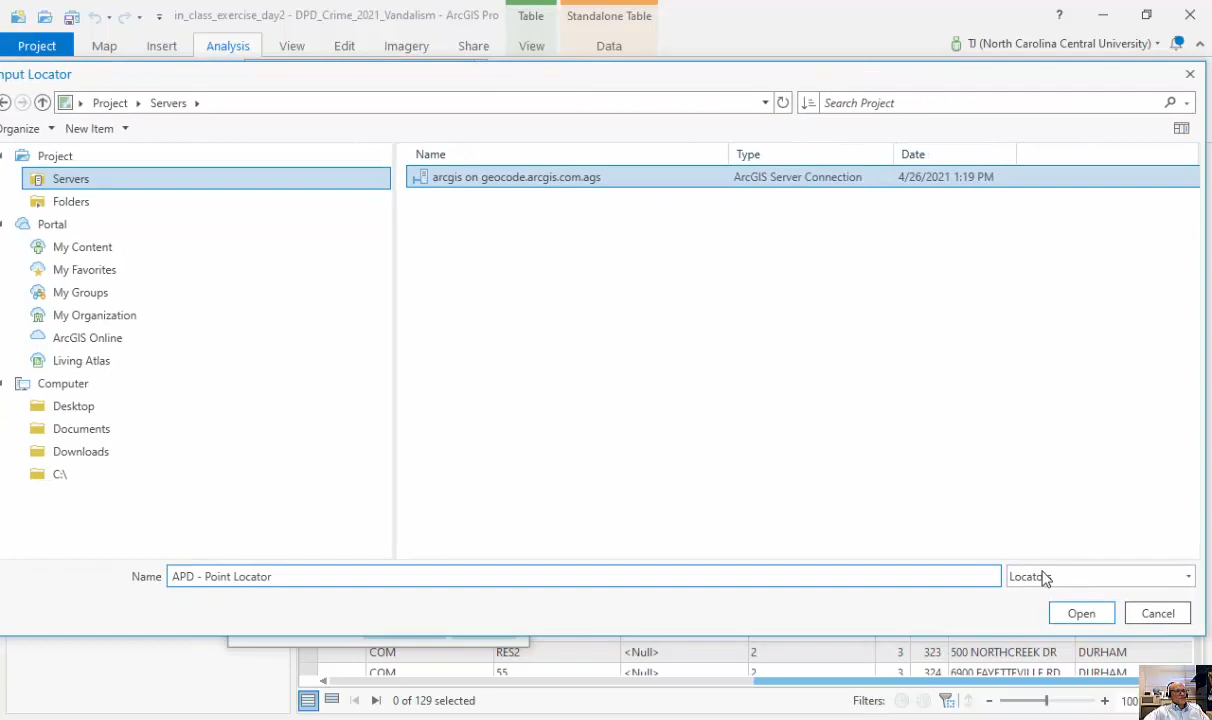 in_class_exercise_day2 - DPD_Crime_2021_Vandalism - ArcGIS Pro
Table
Standalone Table
?
Project
Map
Insert
Analysis
View
Edit
Imagery
Share
View
Data
TJ (North Carolina Central University)
nput Locator
Project
Servers
Search Project
Organize
New Item
Project
Servers
Folders
Portal
My Content
My Favorites
My Groups
My Organization
ArcGIS Online
Living Atlas
Computer
Desktop
Documents
Downloads
C:\
Name
Type
Date
arcgis on geocode.arcgis.com.ags
ArcGIS Server Connection
4/26/2021 1:19 PM
Name
APD - Point Locator
Locators
Open
Cancel
COM RES2 <Null> 2 3 323 500 NORTHCREEK DR DURHAM
COM 55 <Null> 2 3 324 6900 FAYETTEVILLE RD DURHAM
0 of 129 selected
Filters:
100